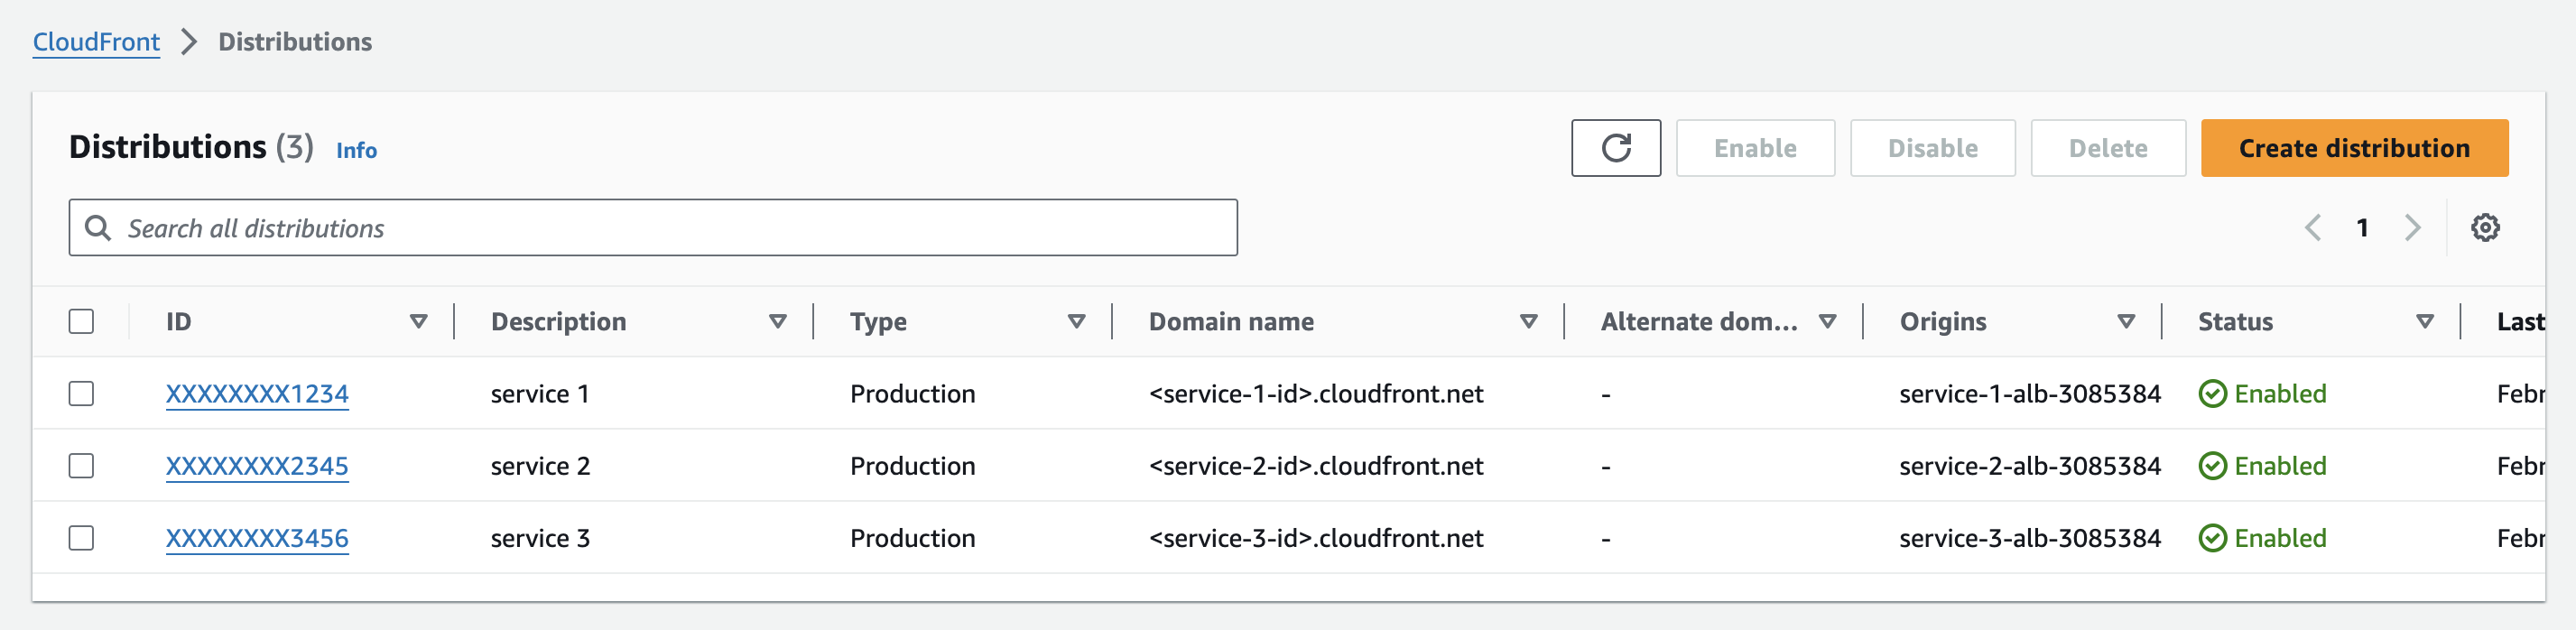 CloudFront > Distributions
Distributions (3) Info
Enable Disable Delete Create distribution
Search all distributions
1
ID Description Type Domain name Alternate dom... Origins Status Last
XXXXXXXX1234 service 1 Production <service-1-id>.cloudfront.net - service-1-alb-3085384 Enabled Febr
XXXXXXXX2345 service 2 Production <service-2-id>.cloudfront.net - service-2-alb-3085384 Enabled Febr
XXXXXXXX3456 service 3 Production <service-3-id>.cloudfront.net - service-3-alb-3085384 Enabled Febr